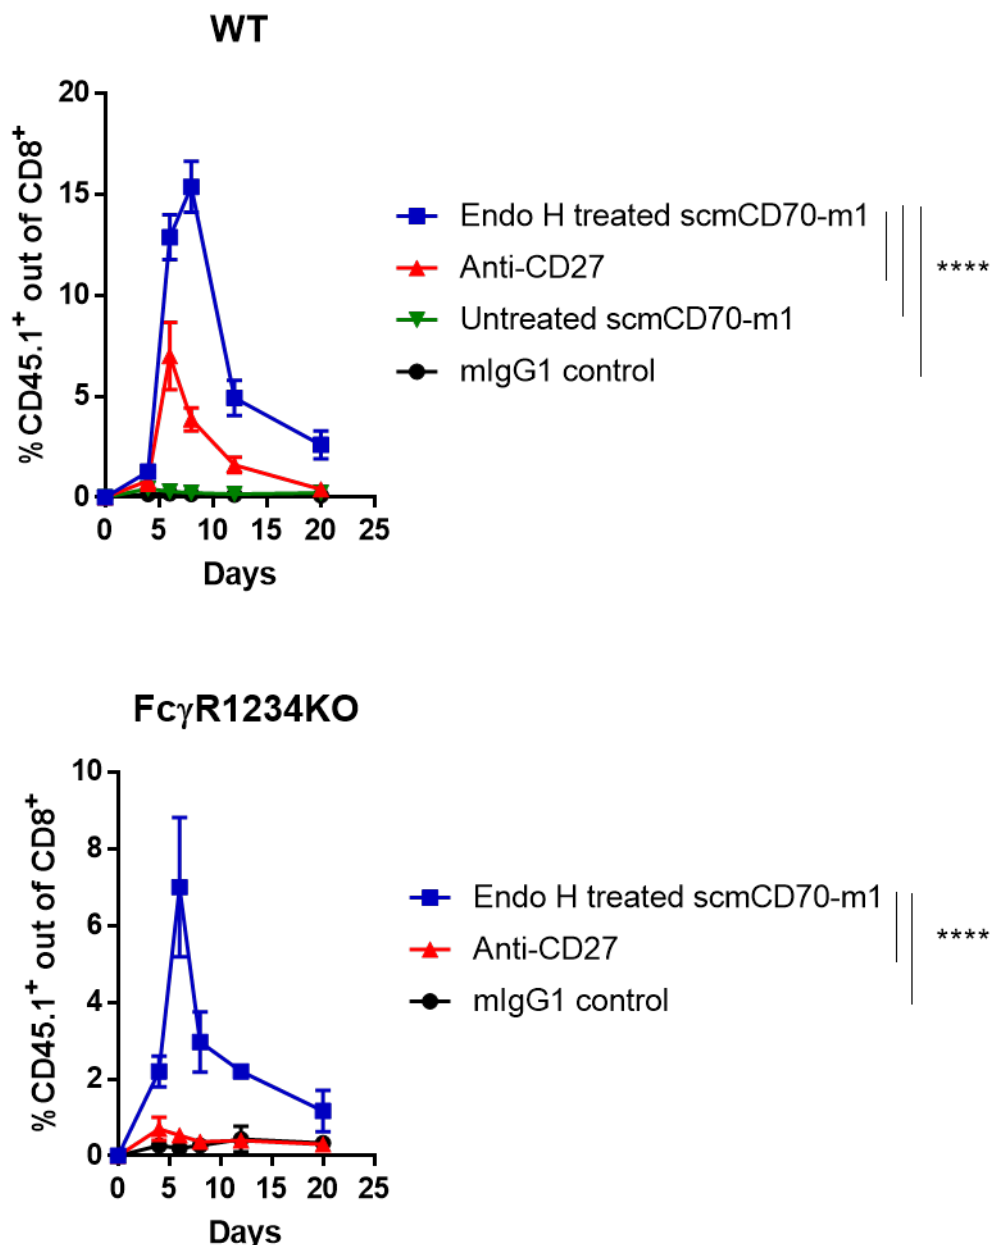 WT
% CD45.1⁺ out of CD8⁺
20
15
10
5
0
0 5 10 15 20 25
Days
Endo H treated scmCD70-m1
Anti-CD27
Untreated scmCD70-m1
mIgG1 control
****
FcγR1234KO
% CD45.1⁺ out of CD8⁺
10
8
6
4
2
0
0 5 10 15 20 25
Days
Endo H treated scmCD70-m1
Anti-CD27
mIgG1 control
****